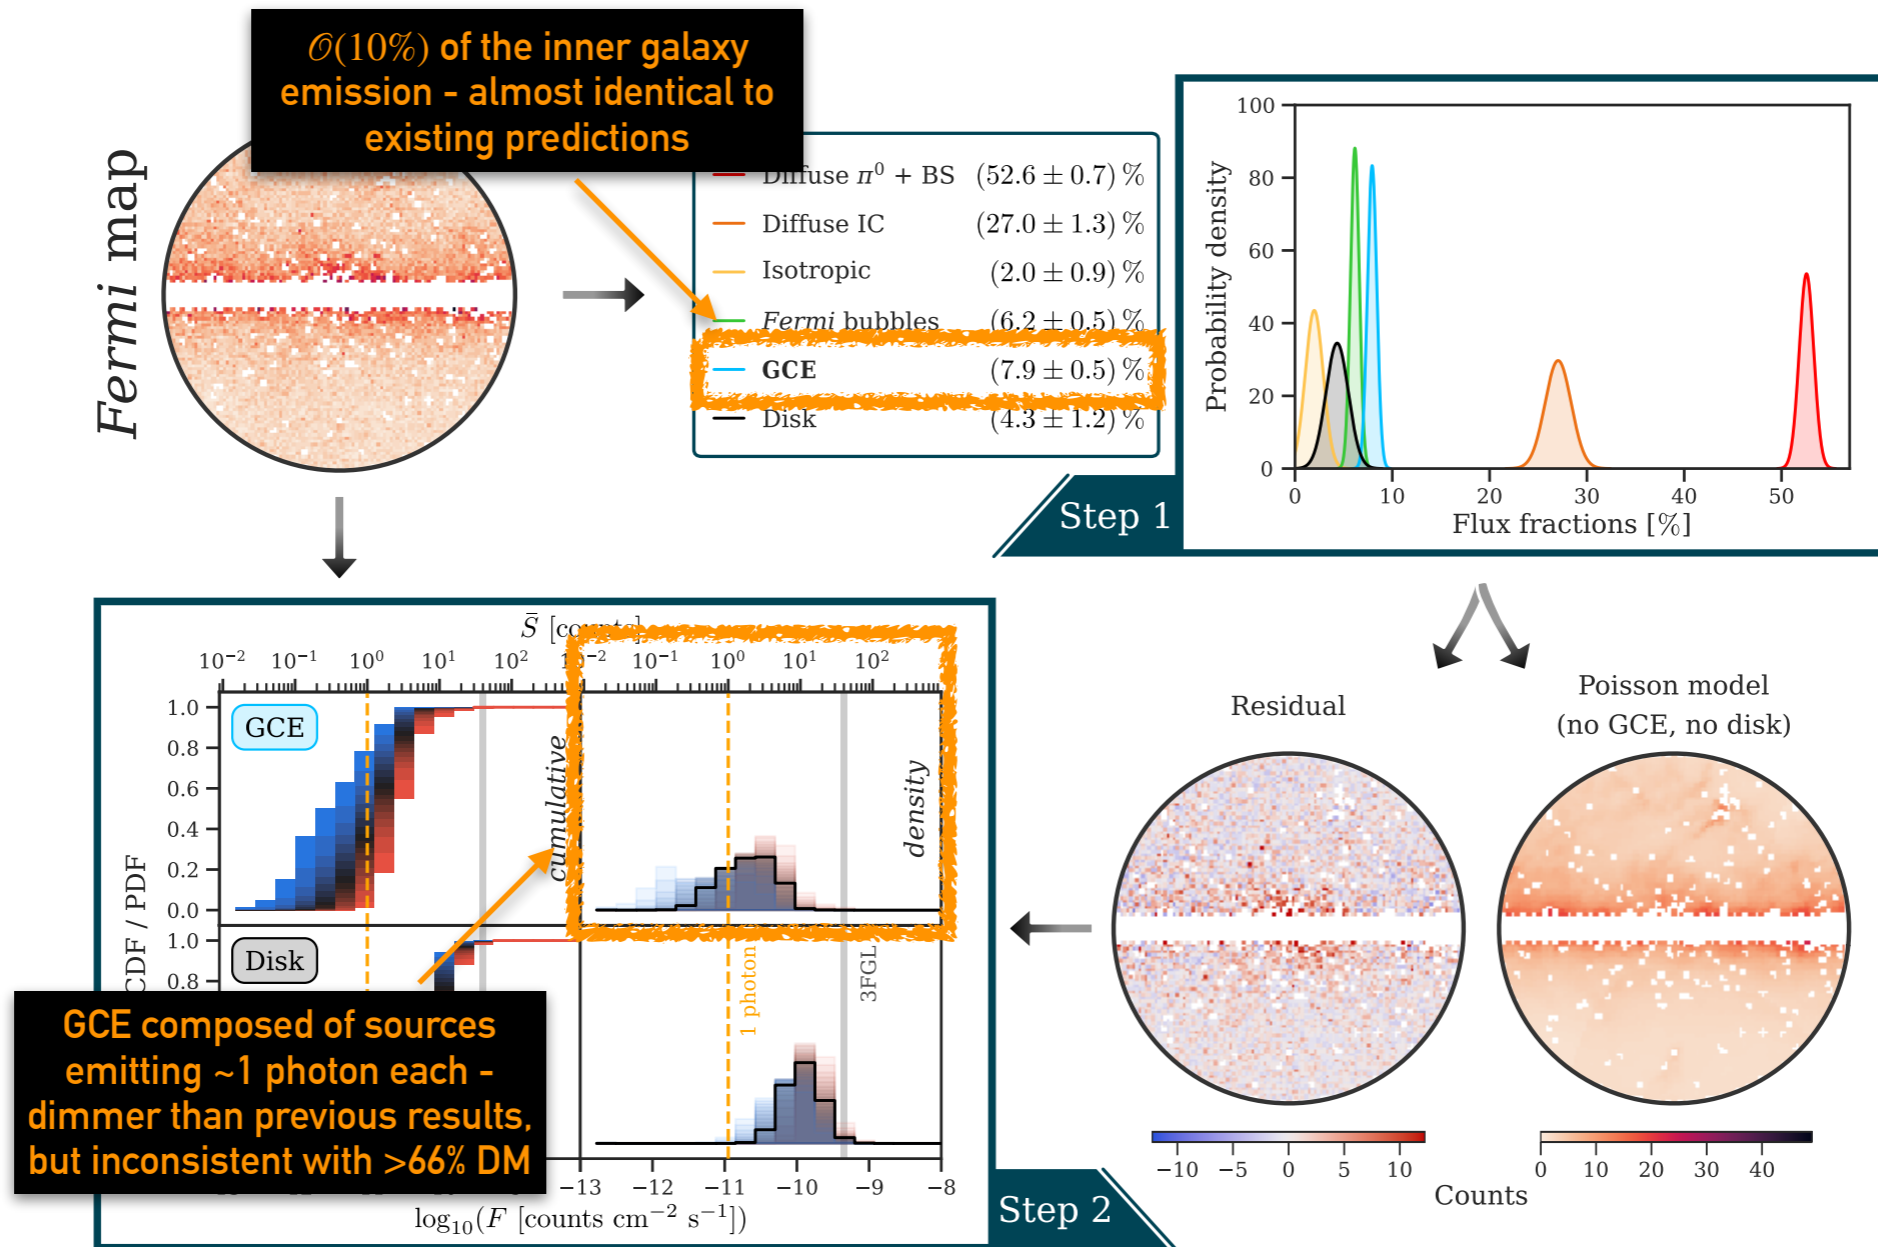 𝒪(10%) of the inner galaxy
emission - almost identical to
existing predictions
Fermi map
Diffuse π⁰ + BS (52.6 ± 0.7) %
Diffuse IC (27.0 ± 1.3) %
Isotropic (2.0 ± 0.9) %
Fermi bubbles (6.2 ± 0.5) %
GCE (7.9 ± 0.5) %
Disk (4.3 ± 1.2) %
Probability density
100
80
60
40
20
0
0 10 20 30 40 50
Flux fractions [%]
Step 1
S̄ [counts]
10⁻² 10⁻¹ 10⁰ 10¹ 10² 10⁻² 10⁻¹ 10⁰ 10¹ 10²
CDF / PDF
1.0
0.8
0.6
0.4
0.2
0.0
GCE
cumulative
density
1.0
0.8
Disk
1 photon
3FGL
GCE composed of sources
emitting ~1 photon each -
dimmer than previous results,
but inconsistent with >66% DM
−13 −12 −11 −10 −9 −8
log₁₀(F [counts cm⁻² s⁻¹])
Step 2
Residual
Poisson model
(no GCE, no disk)
−10 −5 0 5 10
0 10 20 30 40
Counts